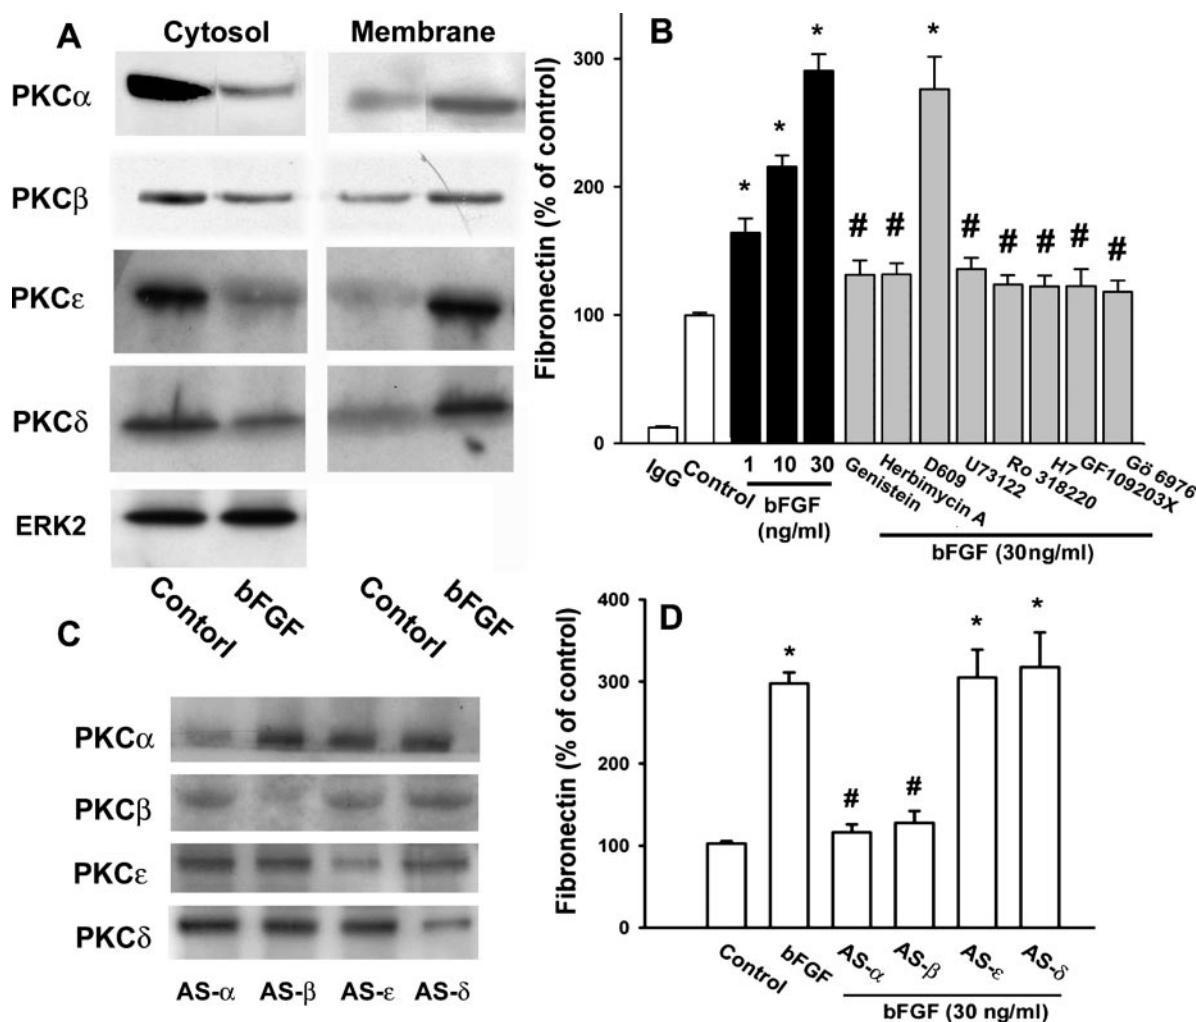 A
Cytosol
Membrane
PKCα
PKCβ
PKCε
PKCδ
ERK2
Contorl
bFGF
Contorl
bFGF
B
Fibronectin (% of control)
300
200
100
0
*
*
*
*
# # # # # # #
IgG
Control
1 10 30
bFGF
(ng/ml)
Genistein
Herbimycin A
D609
U73122
Ro 318220
H7
GF109203X
Gö 6976
bFGF (30ng/ml)
C
PKCα
PKCβ
PKCε
PKCδ
AS-α AS-β AS-ε AS-δ
D
Fibronectin (% of control)
400
300
200
100
0
*
# #
*
*
Control
bFGF
AS-α
AS-β
AS-ε
AS-δ
bFGF (30 ng/ml)